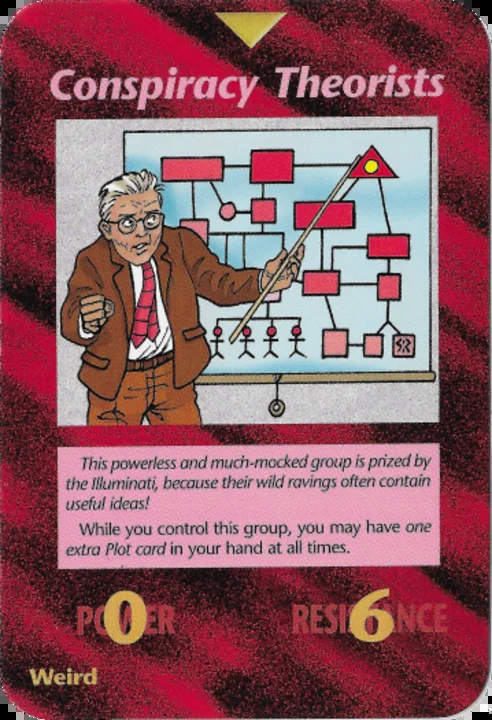 Conspiracy Theorists
This powerless and much-mocked group is prized by
the Illuminati, because their wild ravings often contain
useful ideas!
While you control this group, you may have one
extra Plot card in your hand at all times.
POWER 0 RESISTANCE 6
Weird